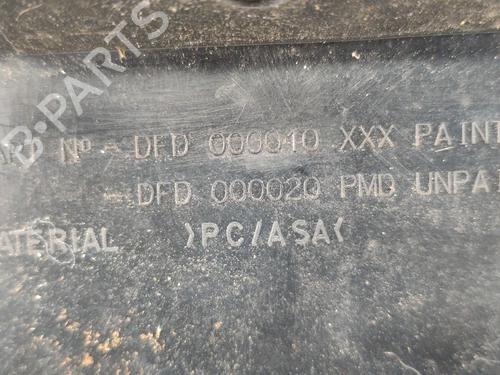 Nº - DFD 000010 XXX PAINT
- DFD 000020 PMD UNPA
ATERIAL >PC/ASA<
B-PARTS